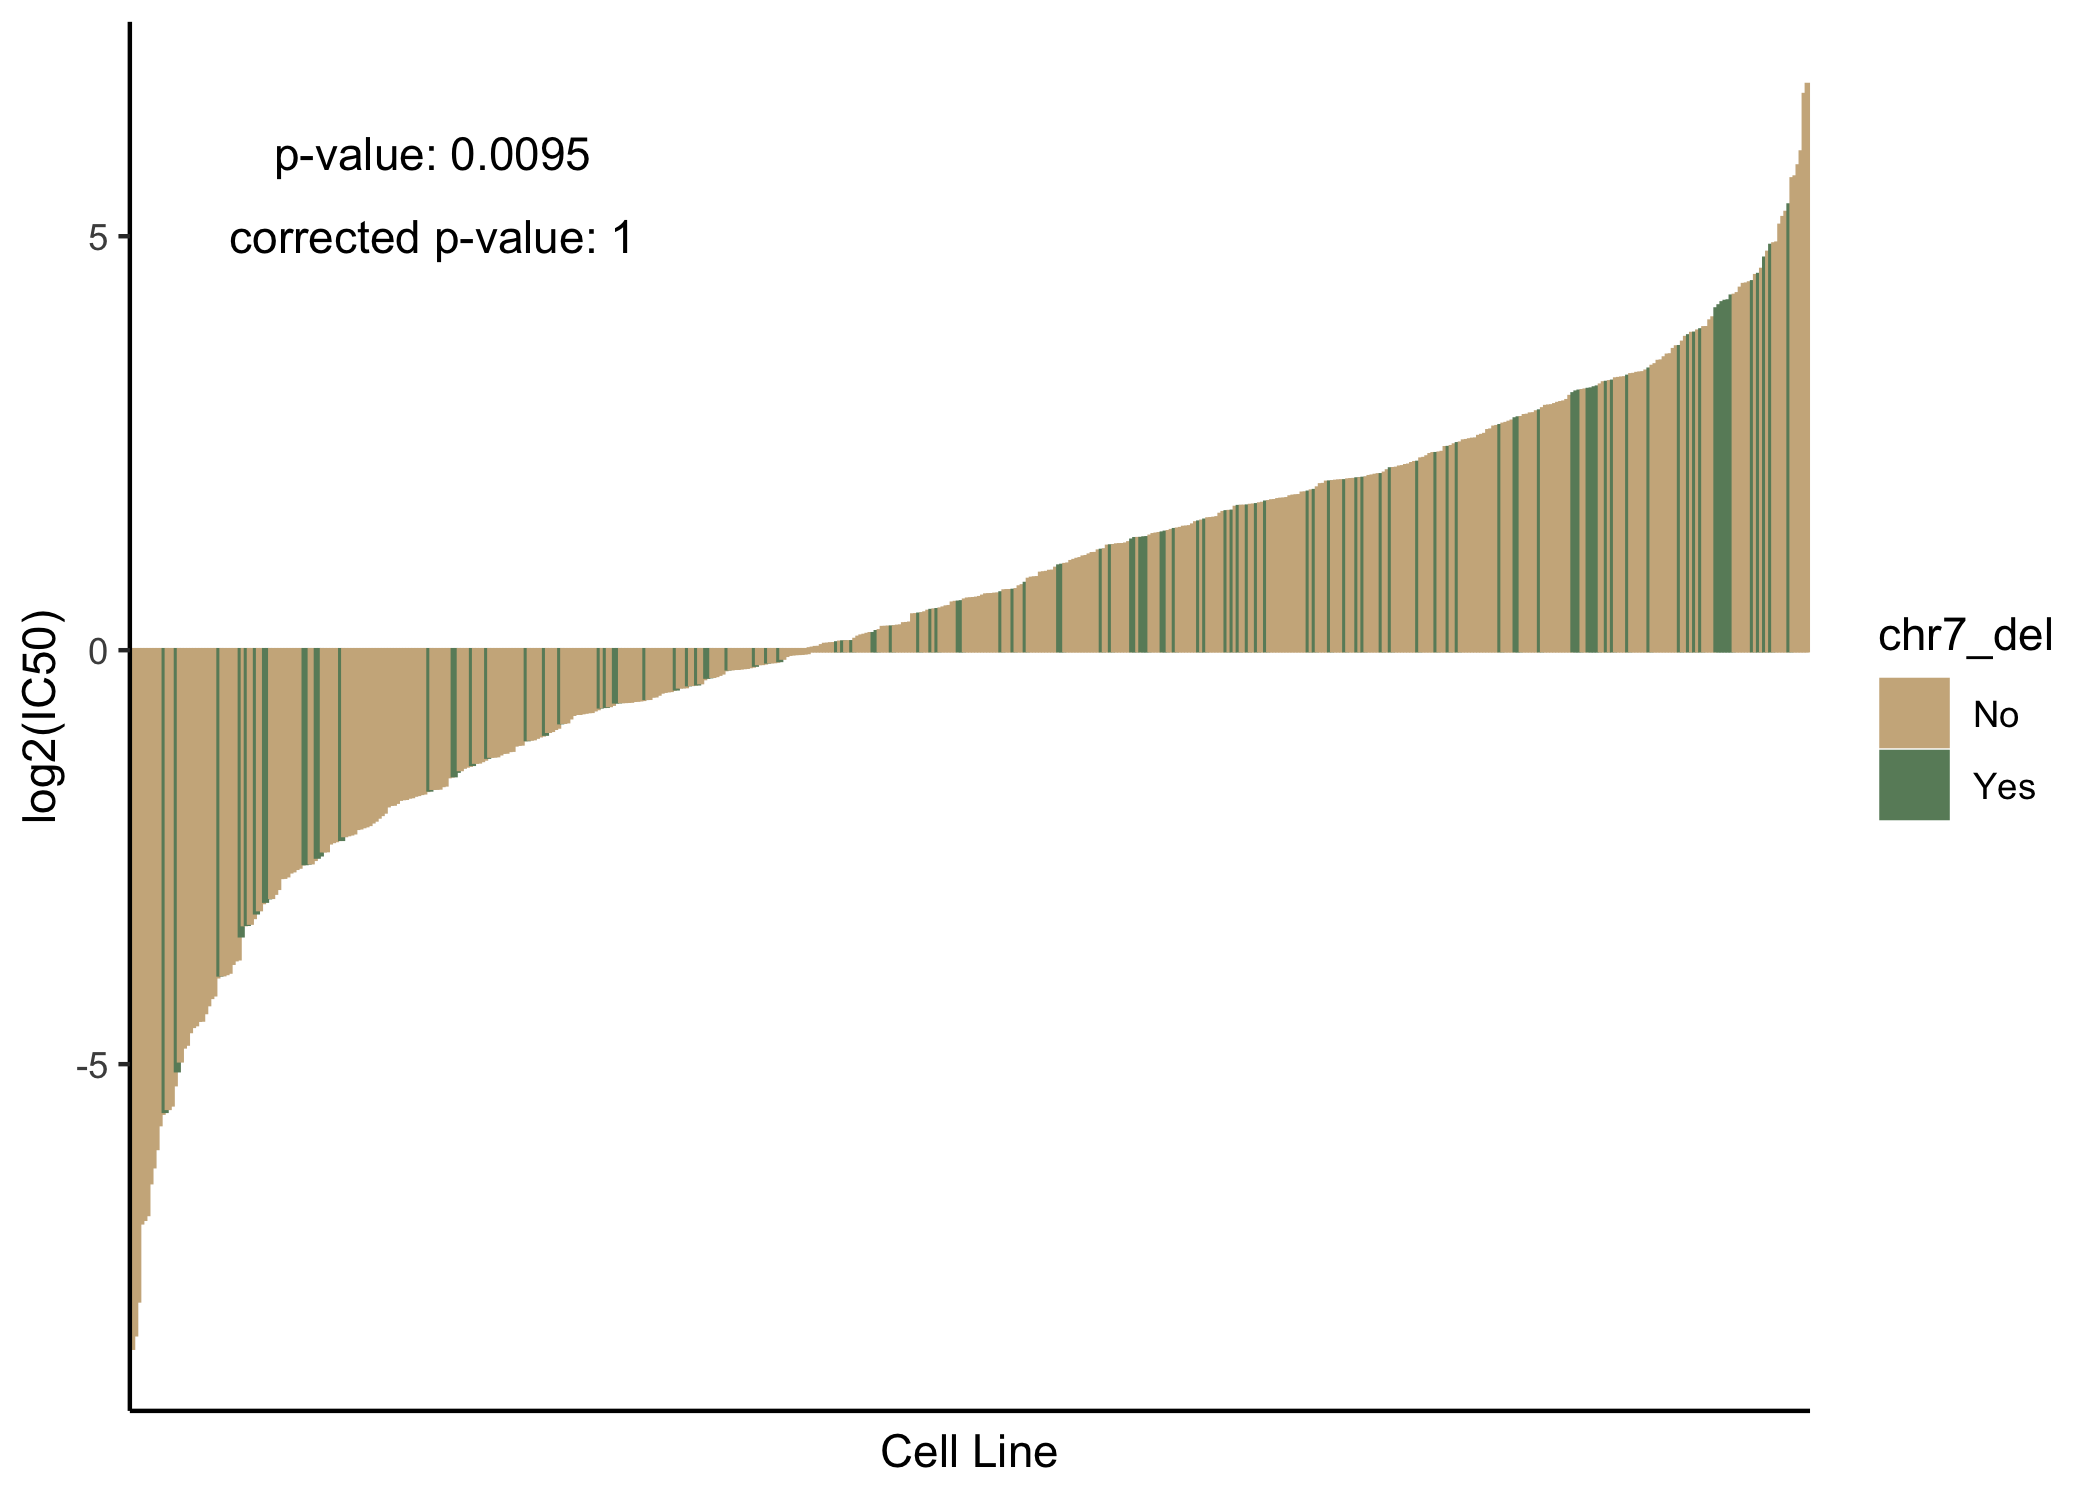 p-value: 0.0095
corrected p-value: 1
5
0
-5
log2(IC50)
Cell Line
chr7_del
No
Yes